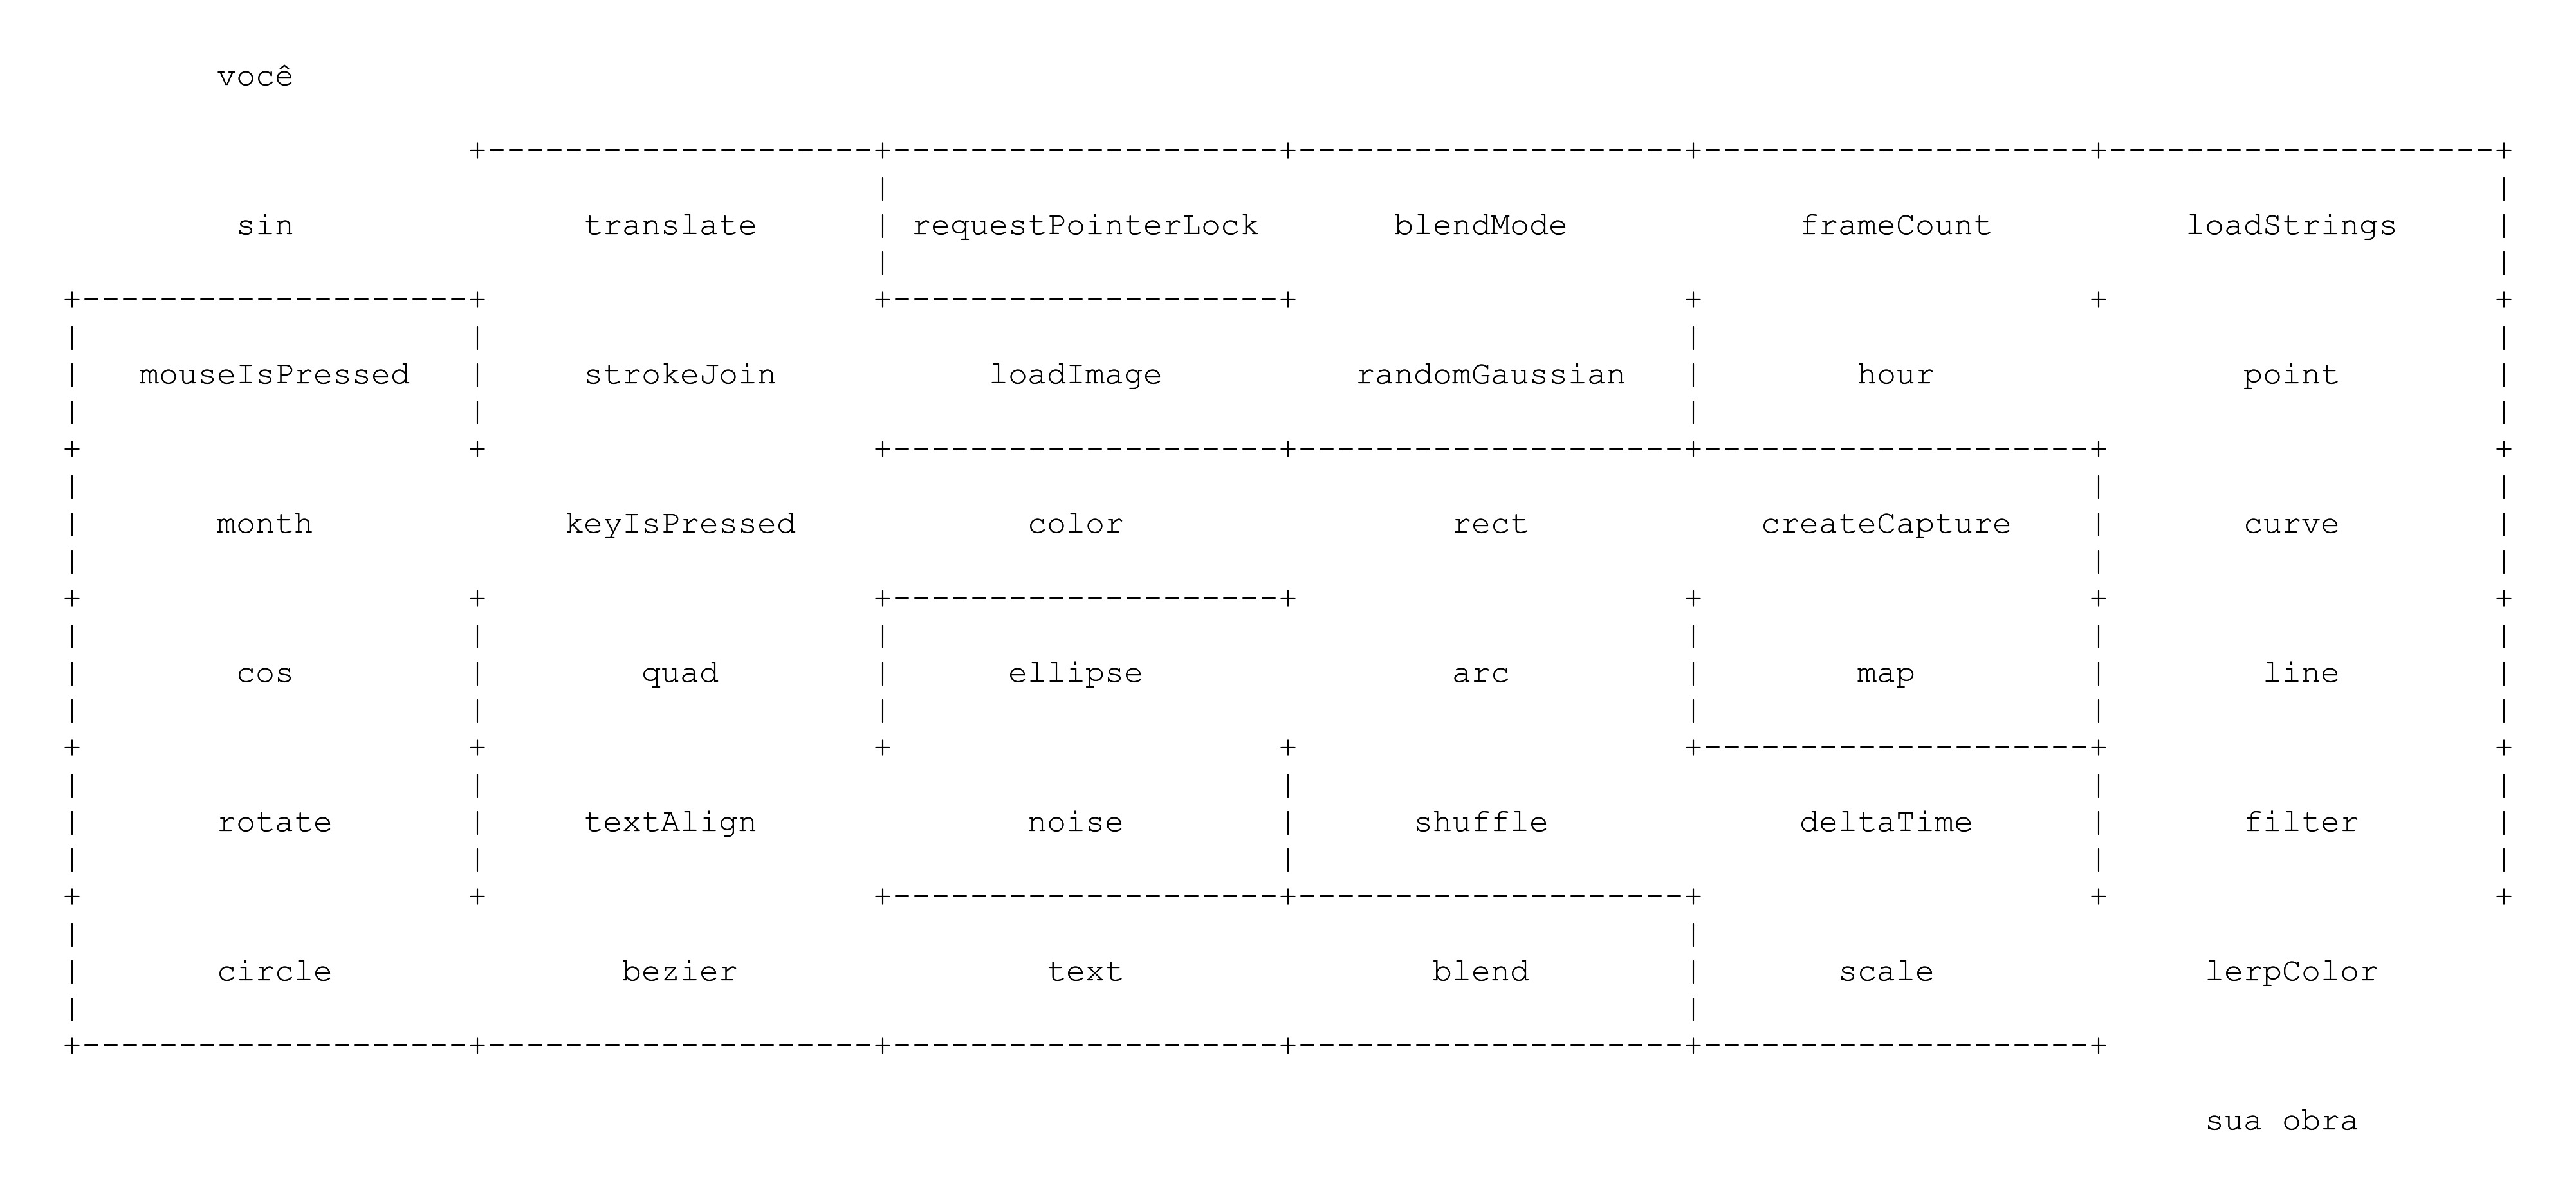 você
sin translate requestPointerLock blendMode frameCount loadStrings
mouseIsPressed strokeJoin loadImage randomGaussian hour point
month keyIsPressed color rect createCapture curve
cos quad ellipse arc map line
rotate textAlign noise shuffle deltaTime filter
circle bezier text blend scale lerpColor
sua obra